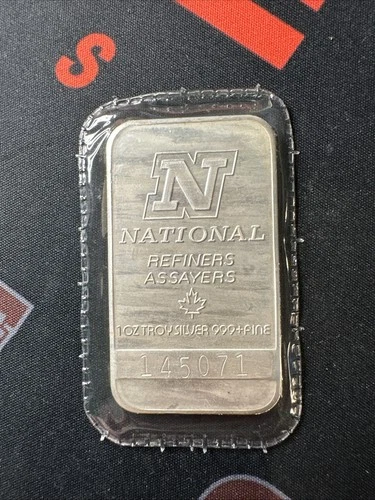 N
NATIONAL
REFINERS
ASSAYERS
1 OZ TROY SILVER 999+ FINE
145071
S